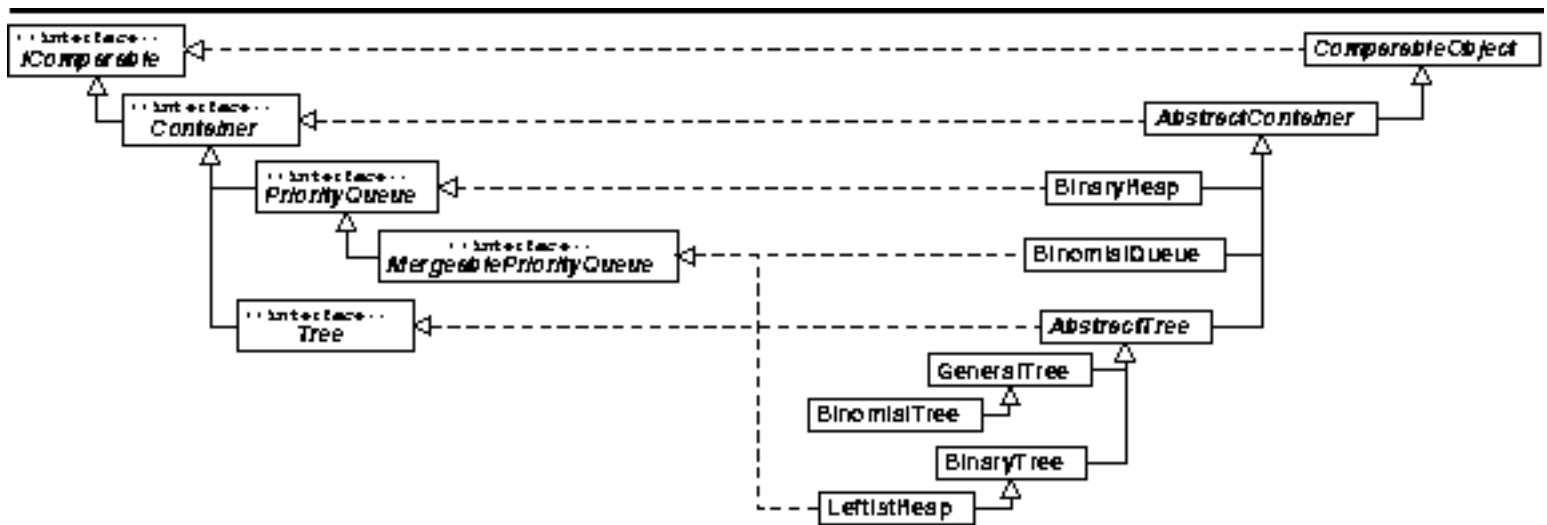 ··interface··
IComparable
ComparableObject
··interface··
Container
AbstractContainer
··interface··
PriorityQueue
BinaryHeap
··interface··
MergeablePriorityQueue
BinomialQueue
··interface··
Tree
AbstractTree
GeneralTree
BinomialTree
BinaryTree
LeftistHeap